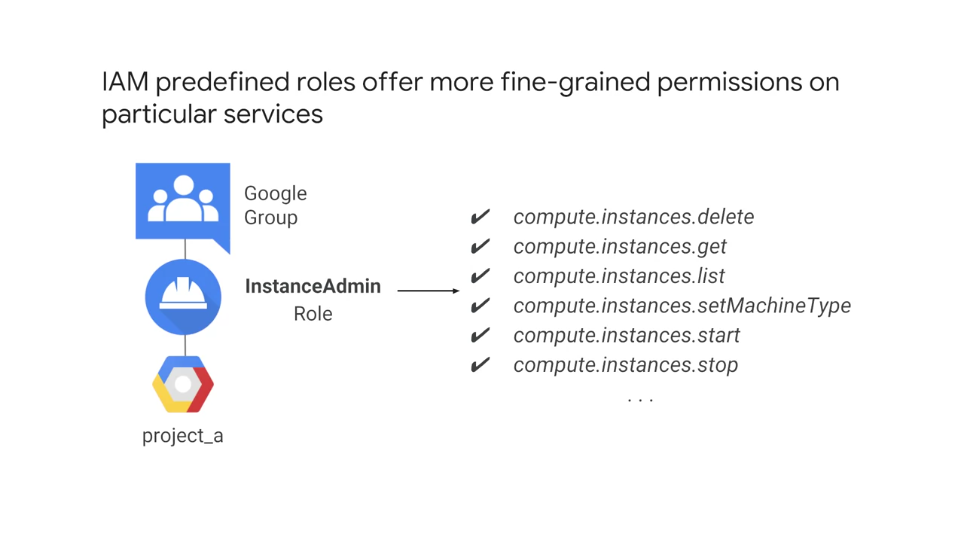 IAM predefined roles offer more fine-grained permissions on
particular services
Google
Group
InstanceAdmin
Role
project_a
✔ compute.instances.delete
✔ compute.instances.get
✔ compute.instances.list
✔ compute.instances.setMachineType
✔ compute.instances.start
✔ compute.instances.stop
. . .